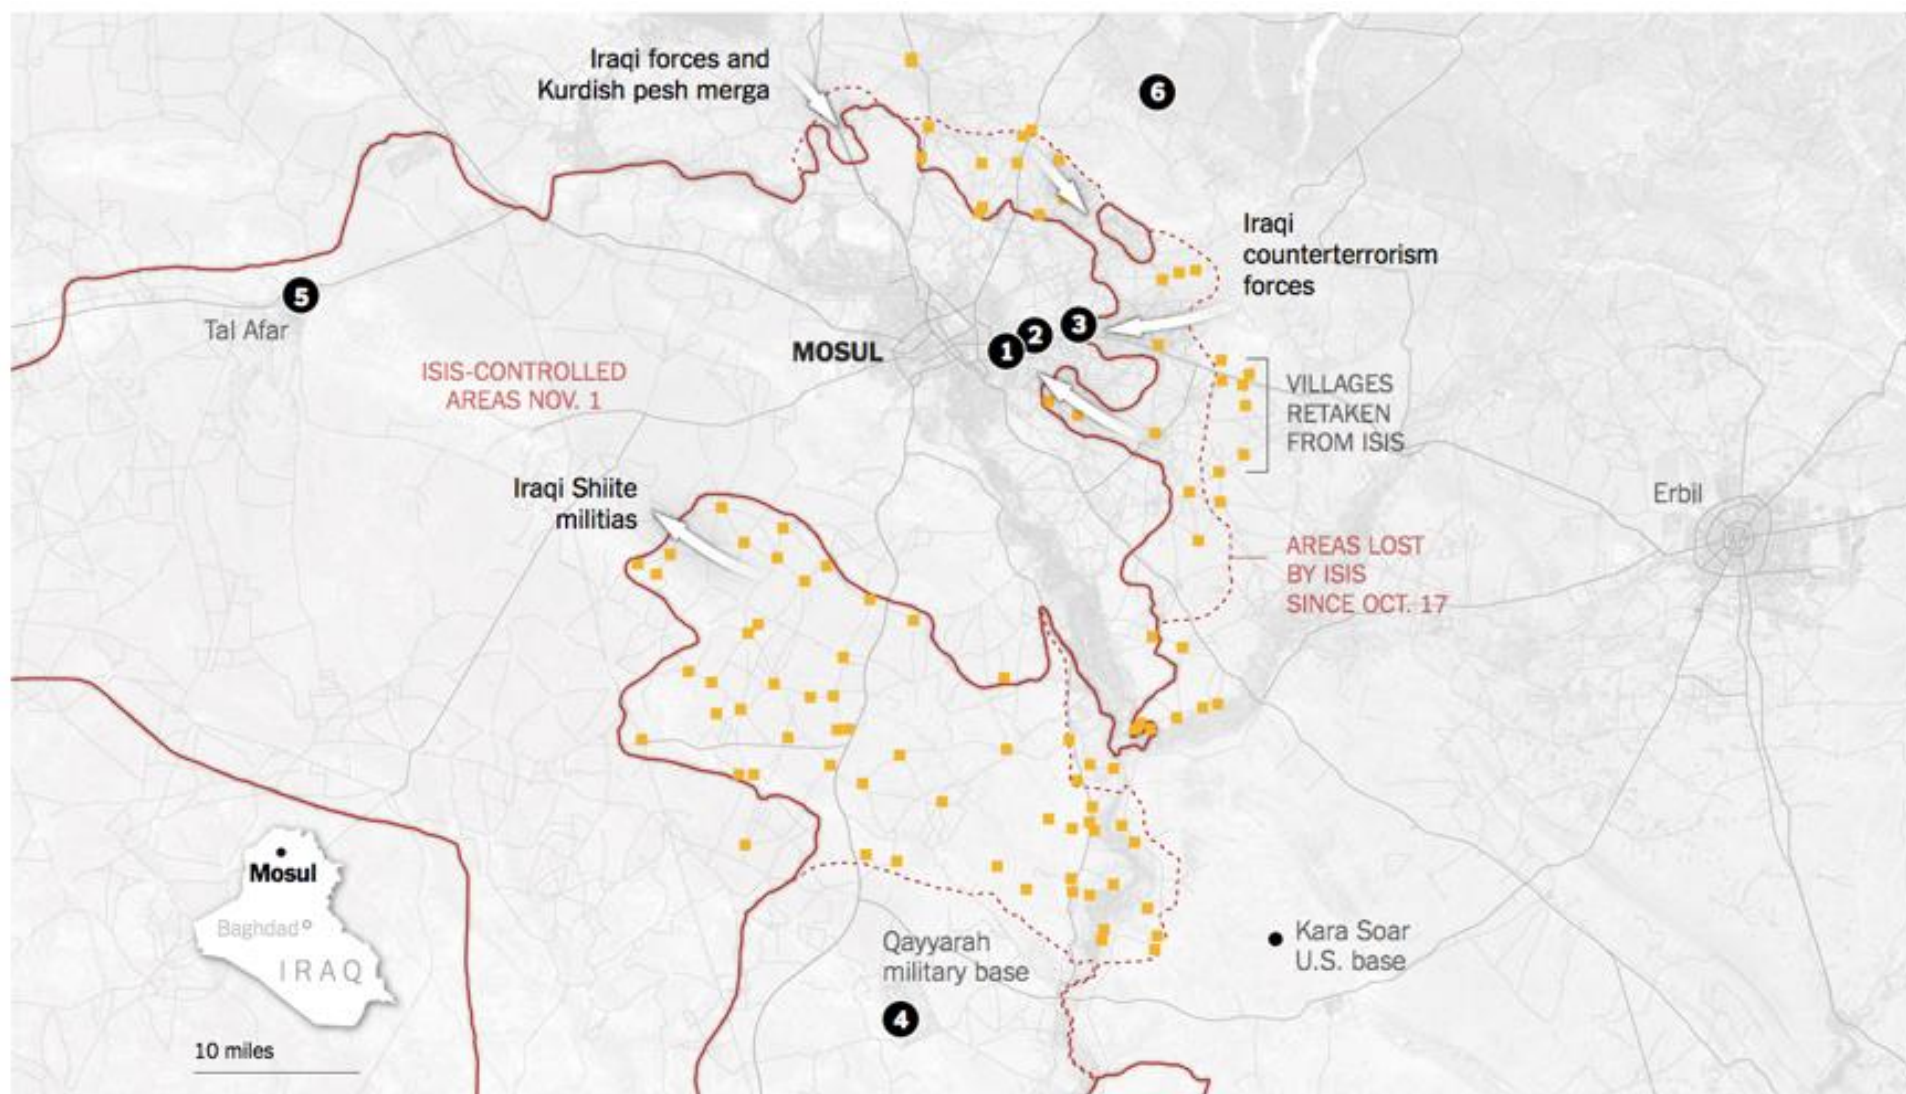 Iraqi forces and
Kurdish pesh merga
6
Iraqi
counterterrorism
forces
5
Tal Afar
3
2
1
MOSUL
ISIS-CONTROLLED
AREAS NOV. 1
VILLAGES
RETAKEN
FROM ISIS
Iraqi Shiite
militias
Erbil
AREAS LOST
BY ISIS
SINCE OCT. 17
Mosul
Baghdad
IRAQ
10 miles
Qayyarah
military base
4
Kara Soar
U.S. base